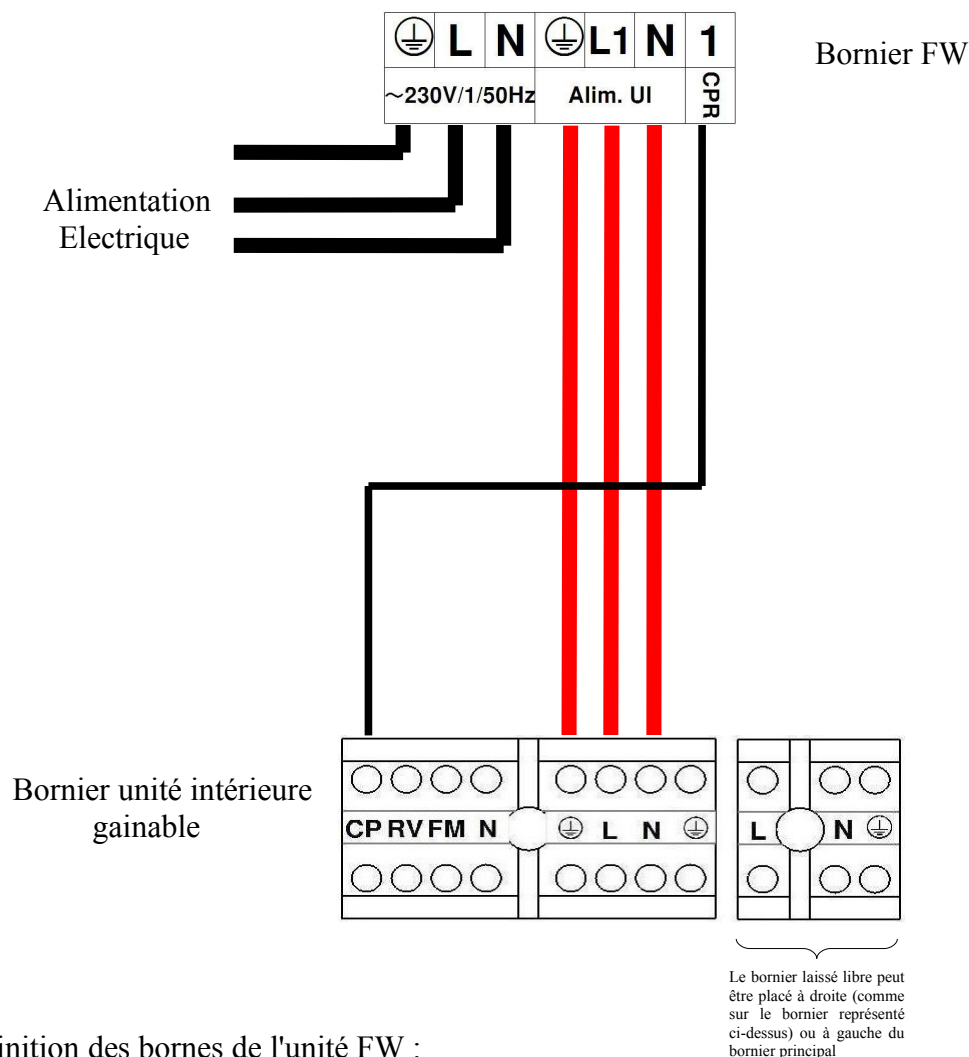 ⏚ L N ⏚ L1 N 1
Bornier FW
~230V/1/50Hz Alim. UI CPR
Alimentation
Electrique
Bornier unité intérieure
gainable
CP RV FM N ⏚ L N ⏚ L N ⏚
Le bornier laissé libre peut
être placé à droite (comme
sur le bornier représenté
ci-dessus) ou à gauche du
bornier principal
inition des bornes de l'unité FW :